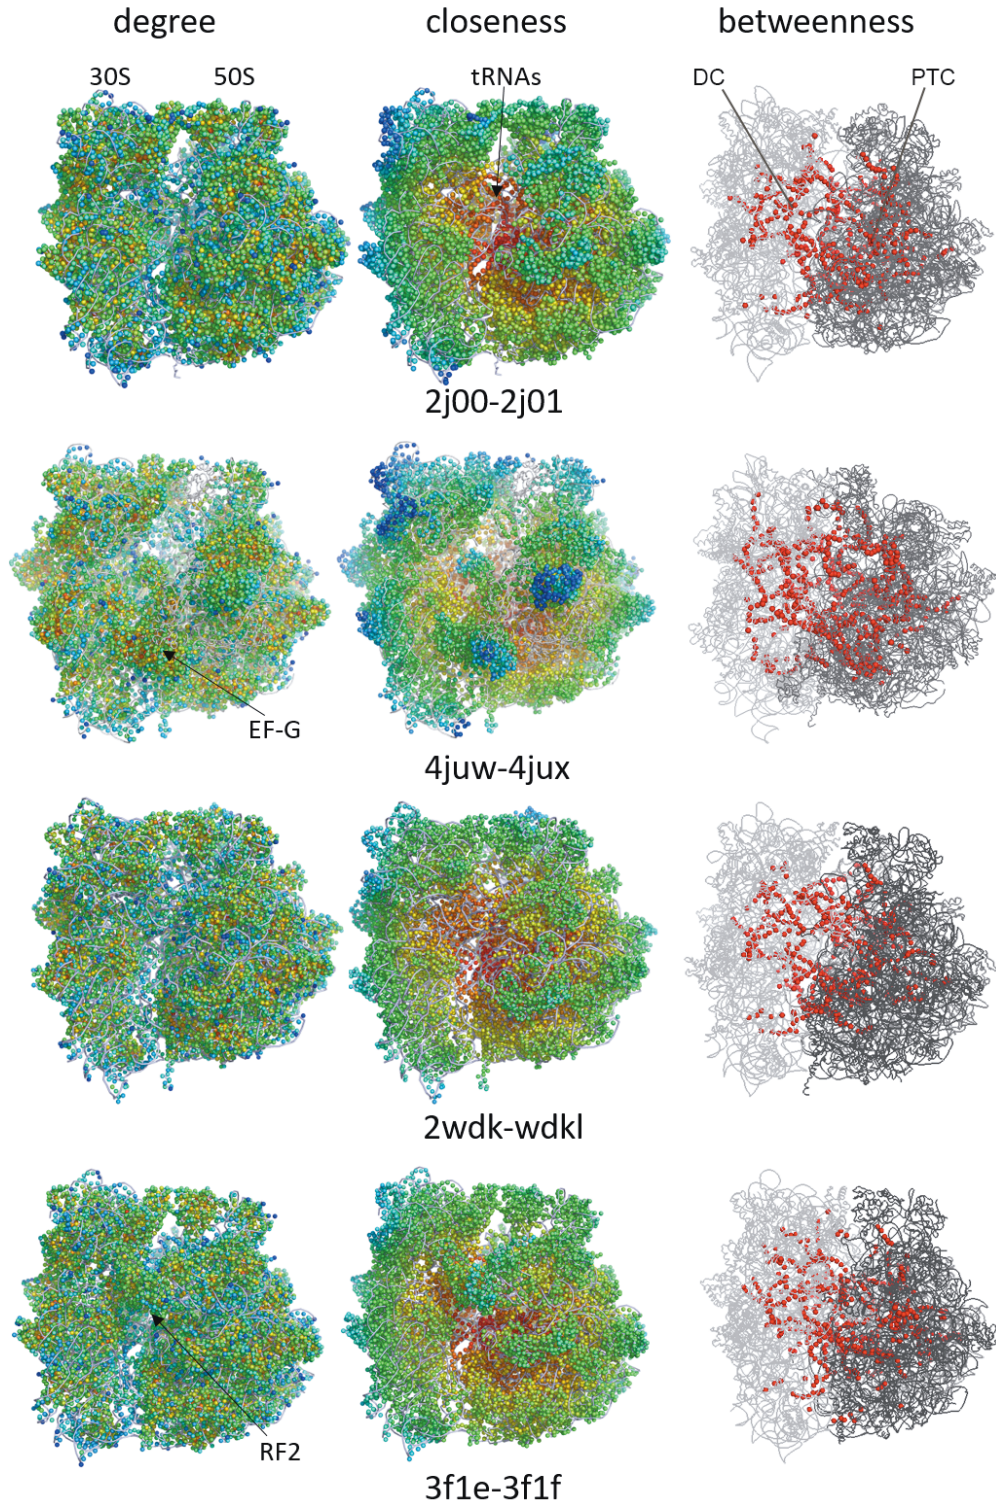 degree closeness betweenness
30S 50S tRNAs DC PTC
2j00-2j01
EF-G
4juw-4jux
2wdk-wdkl
RF2
3f1e-3f1f